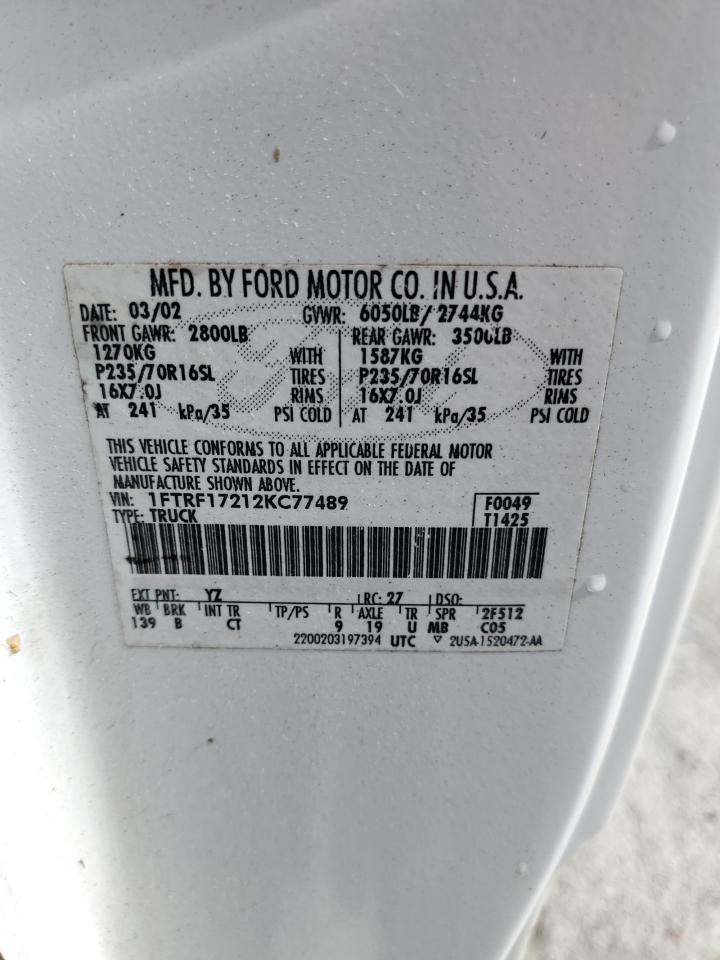 MFD. BY FORD MOTOR CO. IN U.S.A.
DATE: 03/02 GVWR: 6050LB/ 2744KG
FRONT GAWR: 2800LB REAR GAWR: 3500LB
1270KG WITH 1587KG WITH
P235/70R16SL TIRES P235/70R16SL TIRES
16X7.0J RIMS 16X7.0J RIMS
AT 241 kPa/35 PSI COLD AT 241 kPa/35 PSI COLD
THIS VEHICLE CONFORMS TO ALL APPLICABLE FEDERAL MOTOR
VEHICLE SAFETY STANDARDS IN EFFECT ON THE DATE OF
MANUFACTURE SHOWN ABOVE.
VIN: 1FTRF17212KC77489 F0049
TYPE: TRUCK T1425
EXT PNT: YZ RC: 27 DSO:
WB BRK INT TR TP/PS R AXLE TR SPR 2F512
139 B CT 9 19 U MB C05
2200203197394 UTC ▽ 2U5A-1520472-AA